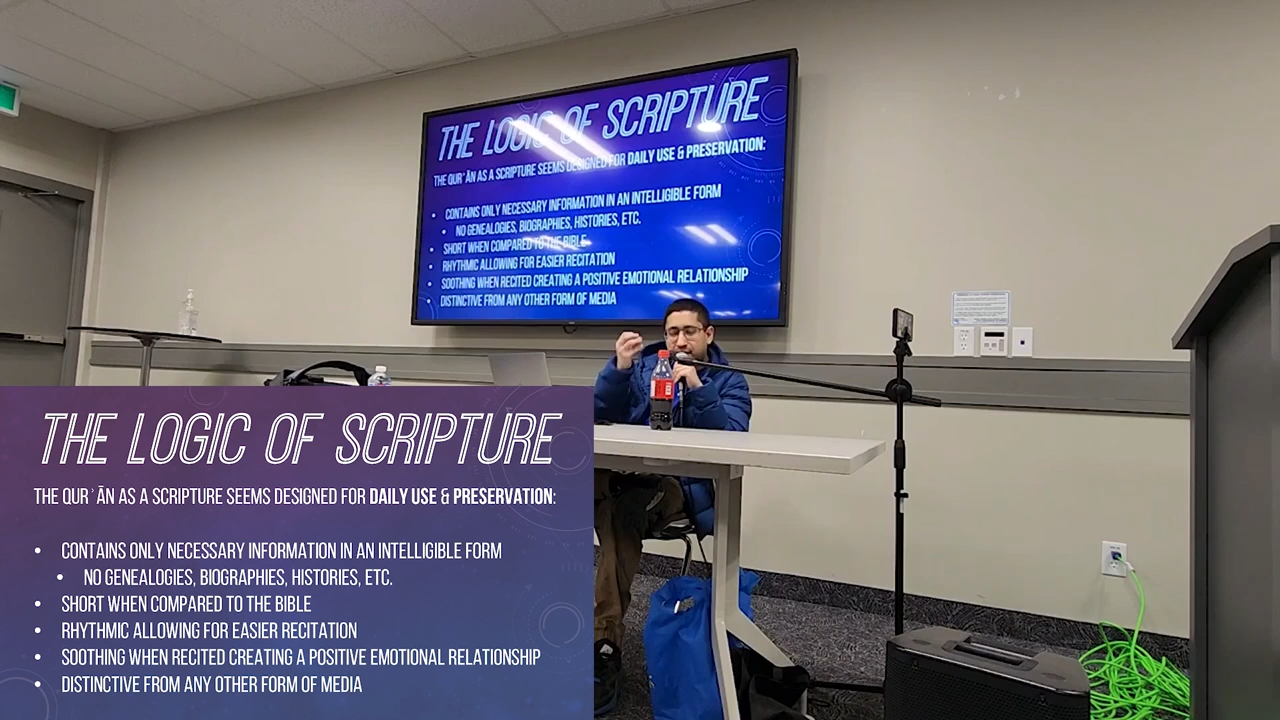 THE LOGIC OF SCRIPTURE
THE QURʾĀN AS A SCRIPTURE SEEMS DESIGNED FOR DAILY USE & PRESERVATION:
• CONTAINS ONLY NECESSARY INFORMATION IN AN INTELLIGIBLE FORM
• NO GENEALOGIES, BIOGRAPHIES, HISTORIES, ETC.
• SHORT WHEN COMPARED TO THE BIBLE
• RHYTHMIC ALLOWING FOR EASIER RECITATION
• SOOTHING WHEN RECITED CREATING A POSITIVE EMOTIONAL RELATIONSHIP
• DISTINCTIVE FROM ANY OTHER FORM OF MEDIA
THE LOGIC OF SCRIPTURE
THE QURʾĀN AS A SCRIPTURE SEEMS DESIGNED FOR DAILY USE & PRESERVATION:
• CONTAINS ONLY NECESSARY INFORMATION IN AN INTELLIGIBLE FORM
• NO GENEALOGIES, BIOGRAPHIES, HISTORIES, ETC.
• SHORT WHEN COMPARED TO THE BIBLE
• RHYTHMIC ALLOWING FOR EASIER RECITATION
• SOOTHING WHEN RECITED CREATING A POSITIVE EMOTIONAL RELATIONSHIP
• DISTINCTIVE FROM ANY OTHER FORM OF MEDIA